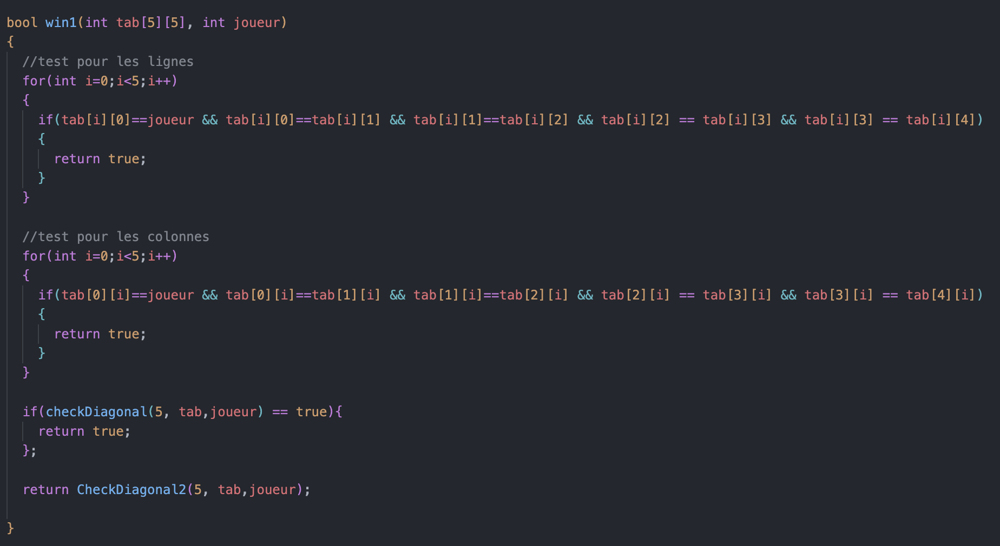 bool win1(int tab[5][5], int joueur)
{
  //test pour les lignes
  for(int i=0;i<5;i++)
  {
    if(tab[i][0]==joueur && tab[i][0]==tab[i][1] && tab[i][1]==tab[i][2] && tab[i][2] == tab[i][3] && tab[i][3] == tab[i][4])
    {
      return true;
    }
  }

  //test pour les colonnes
  for(int i=0;i<5;i++)
  {
    if(tab[0][i]==joueur && tab[0][i]==tab[1][i] && tab[1][i]==tab[2][i] && tab[2][i] == tab[3][i] && tab[3][i] == tab[4][i])
    {
      return true;
    }
  }

  if(checkDiagonal(5, tab,joueur) == true){
    return true;
  };

  return CheckDiagonal2(5, tab,joueur);

}